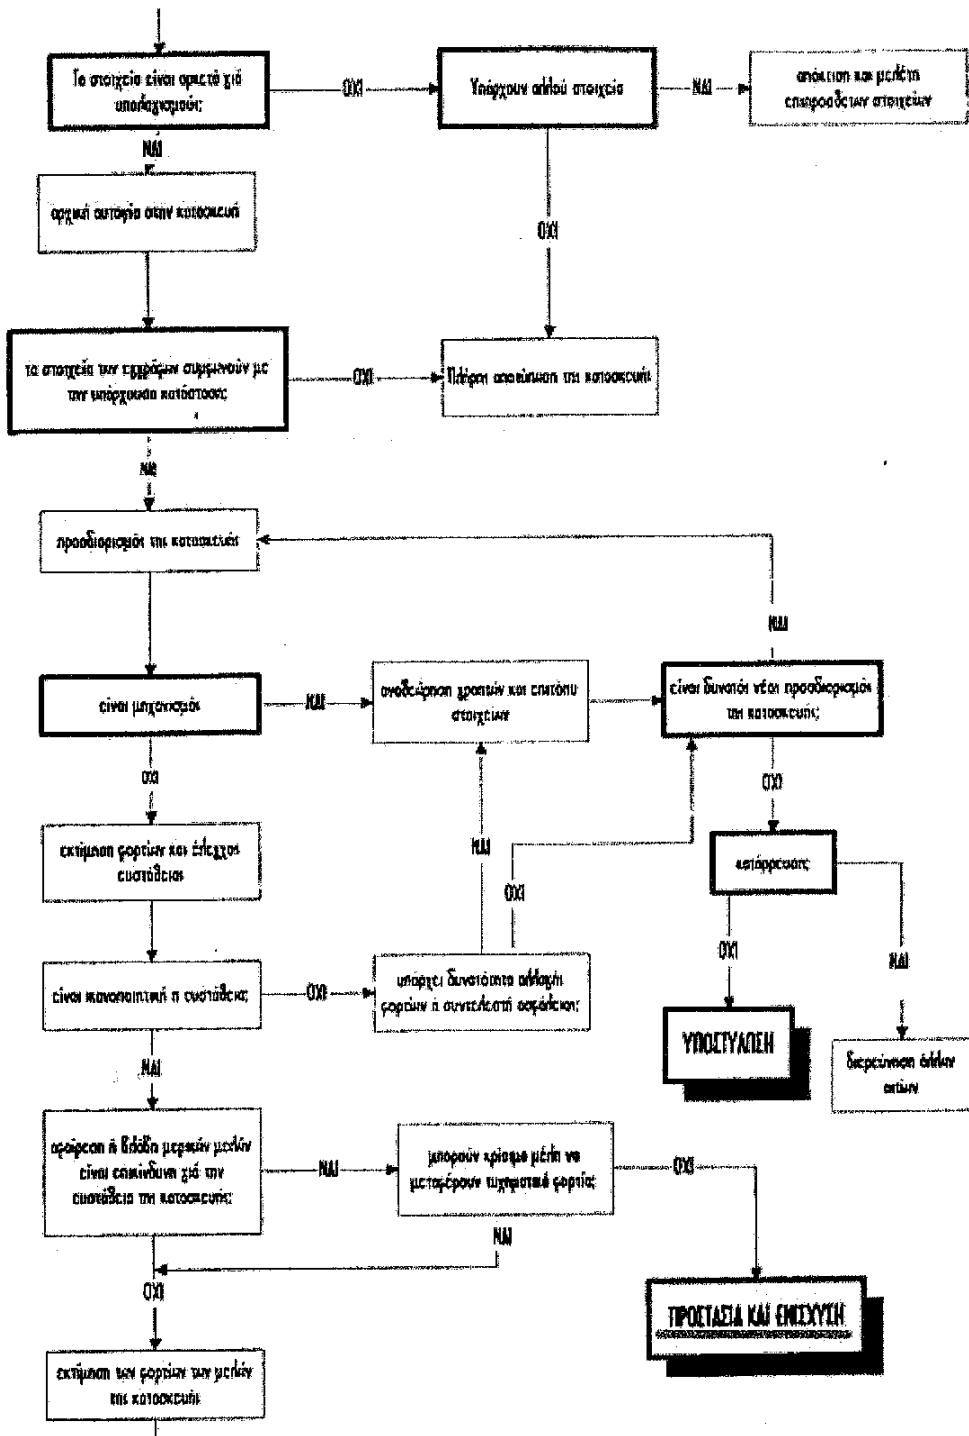 Τα στοιχεία είναι αρκετά γιά
υπολογισμούς;
ΟΧΙ
Υπάρχουν αλλού στοιχεία
ΝΑΙ
απόκτηση και μελέτη
επιπροσθέτων στοιχείων
ΝΑΙ
αρχική αυτοψία στην κατασκευή
ΟΧΙ
τα στοιχεία των εγγράφων συμφωνούν με
την υπάρχουσα κατάσταση;
ΟΧΙ
Πλήρης αποτύπωση της κατασκευής
ΝΑΙ
προσδιορισμός της κατασκευής
ΝΑΙ
είναι μηχανισμός
ΝΑΙ
αναθεώρηση γραπτών και επιτόπου
στοιχείων
είναι δυνατός νέος προσδιορισμός
της κατασκευής;
ΟΧΙ
ΟΧΙ
εκτίμηση φορτίων και έλεγχος
ευστάθειας
ΝΑΙ
ΟΧΙ
κατάρρευσης
είναι ικανοποιητική η ευστάθεια;
ΟΧΙ
υπάρχει δυνατότητα αλλαγής
φορτίων ή συντελεστή ασφάλειας;
ΟΧΙ
ΝΑΙ
ΥΠΟΣΤΥΛΩΣΗ
διερεύνηση άλλων
αιτίων
ΝΑΙ
αφαίρεση ή βλάβη μερικών μελών
είναι επικίνδυνη γιά την
ευστάθεια της κατασκευής;
ΝΑΙ
μπορούν κρίσιμα μέλη να
μεταφέρουν τυχηματικά φορτία;
ΟΧΙ
ΝΑΙ
ΟΧΙ
ΠΡΟΣΤΑΣΙΑ ΚΑΙ ΕΝΙΣΧΥΣΗ
εκτίμηση των φορτίων των μελών
της κατασκευής